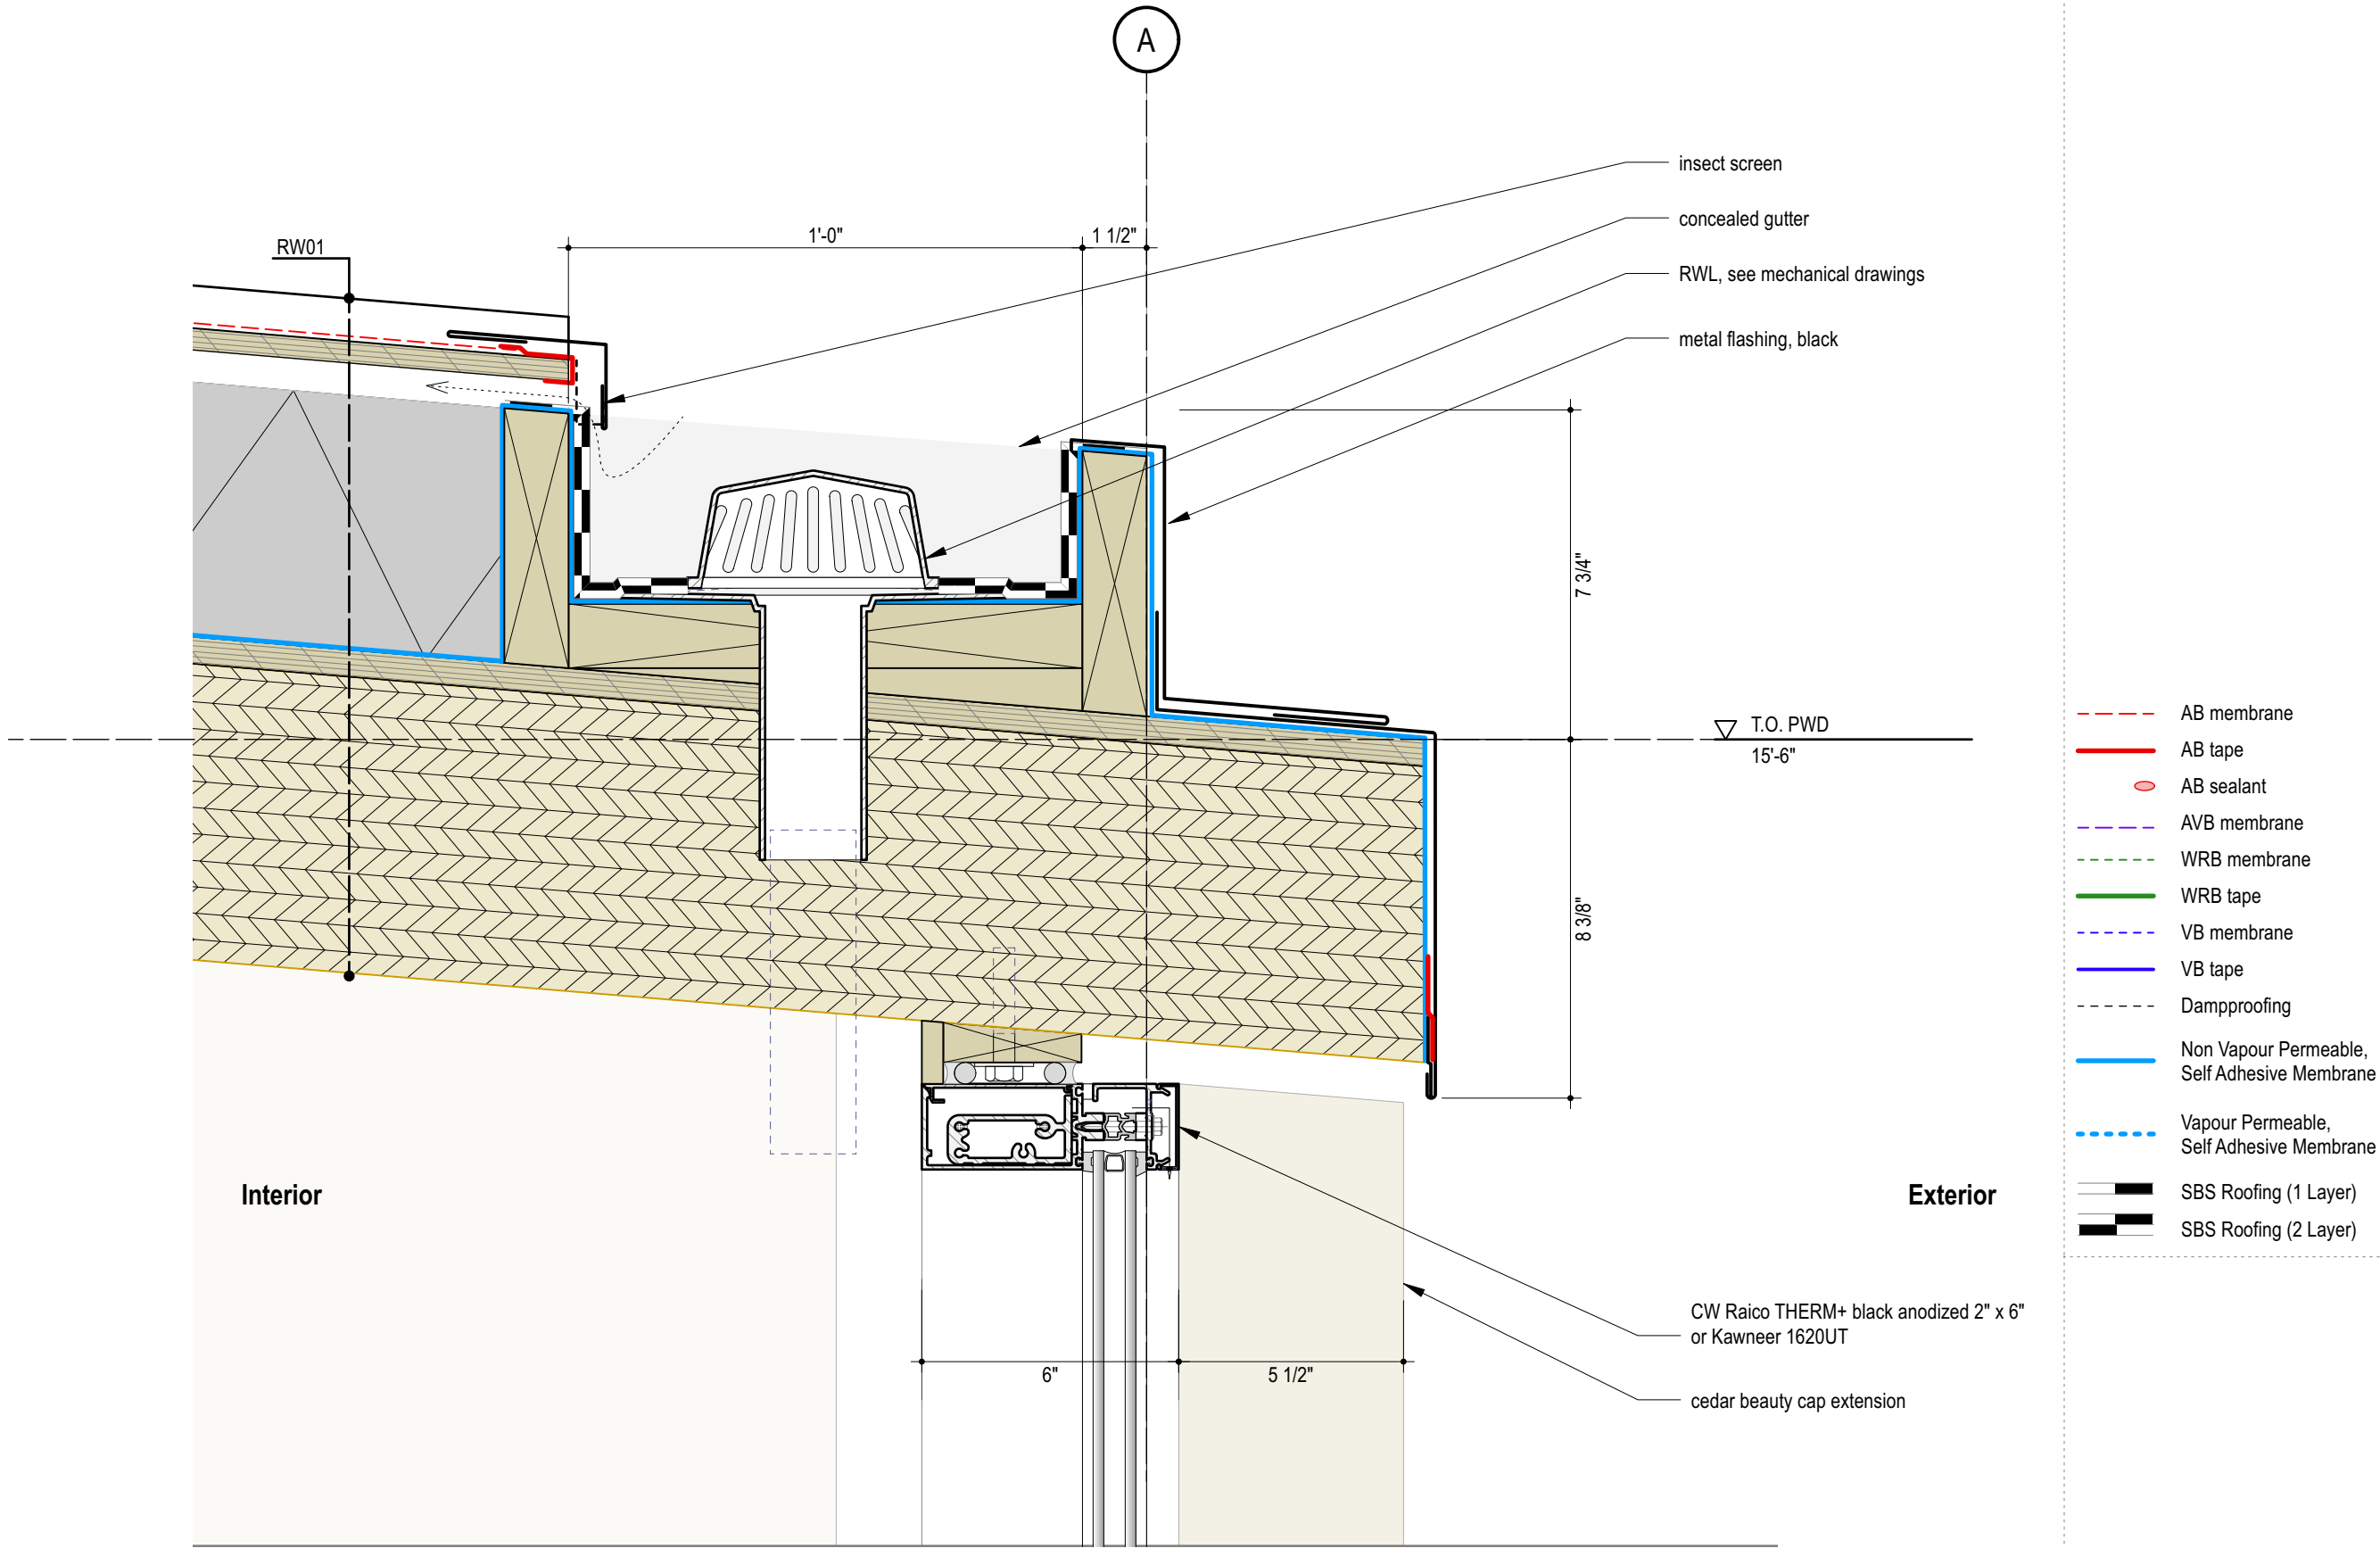 A
insect screen
concealed gutter
RWL, see mechanical drawings
metal flashing, black
RW01
1'-0"
1 1/2"
7 3/4"
T.O. PWD
15'-6"
8 3/8"
Interior
Exterior
CW Raico THERM+ black anodized 2" x 6"
or Kawneer 1620UT
6"
5 1/2"
cedar beauty cap extension
AB membrane
AB tape
AB sealant
AVB membrane
WRB membrane
WRB tape
VB membrane
VB tape
Dampproofing
Non Vapour Permeable,
Self Adhesive Membrane
Vapour Permeable,
Self Adhesive Membrane
SBS Roofing (1 Layer)
SBS Roofing (2 Layer)